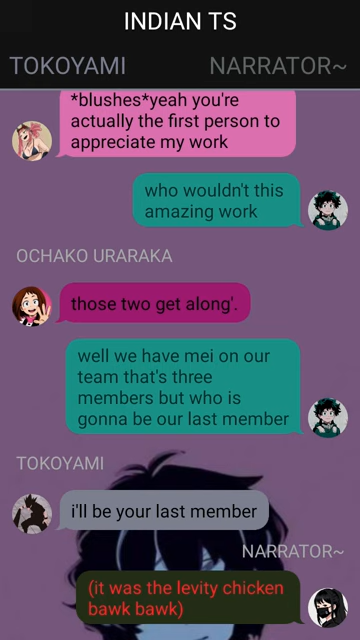 INDIAN TS
TOKOYAMI NARRATOR~
*blushes*yeah you're
actually the first person to
appreciate my work
who wouldn't this
amazing work
OCHAKO URARAKA
those two get along'.
well we have mei on our
team that's three
members but who is
gonna be our last member
TOKOYAMI
i'll be your last member
NARRATOR~
(it was the levity chicken
bawk bawk)